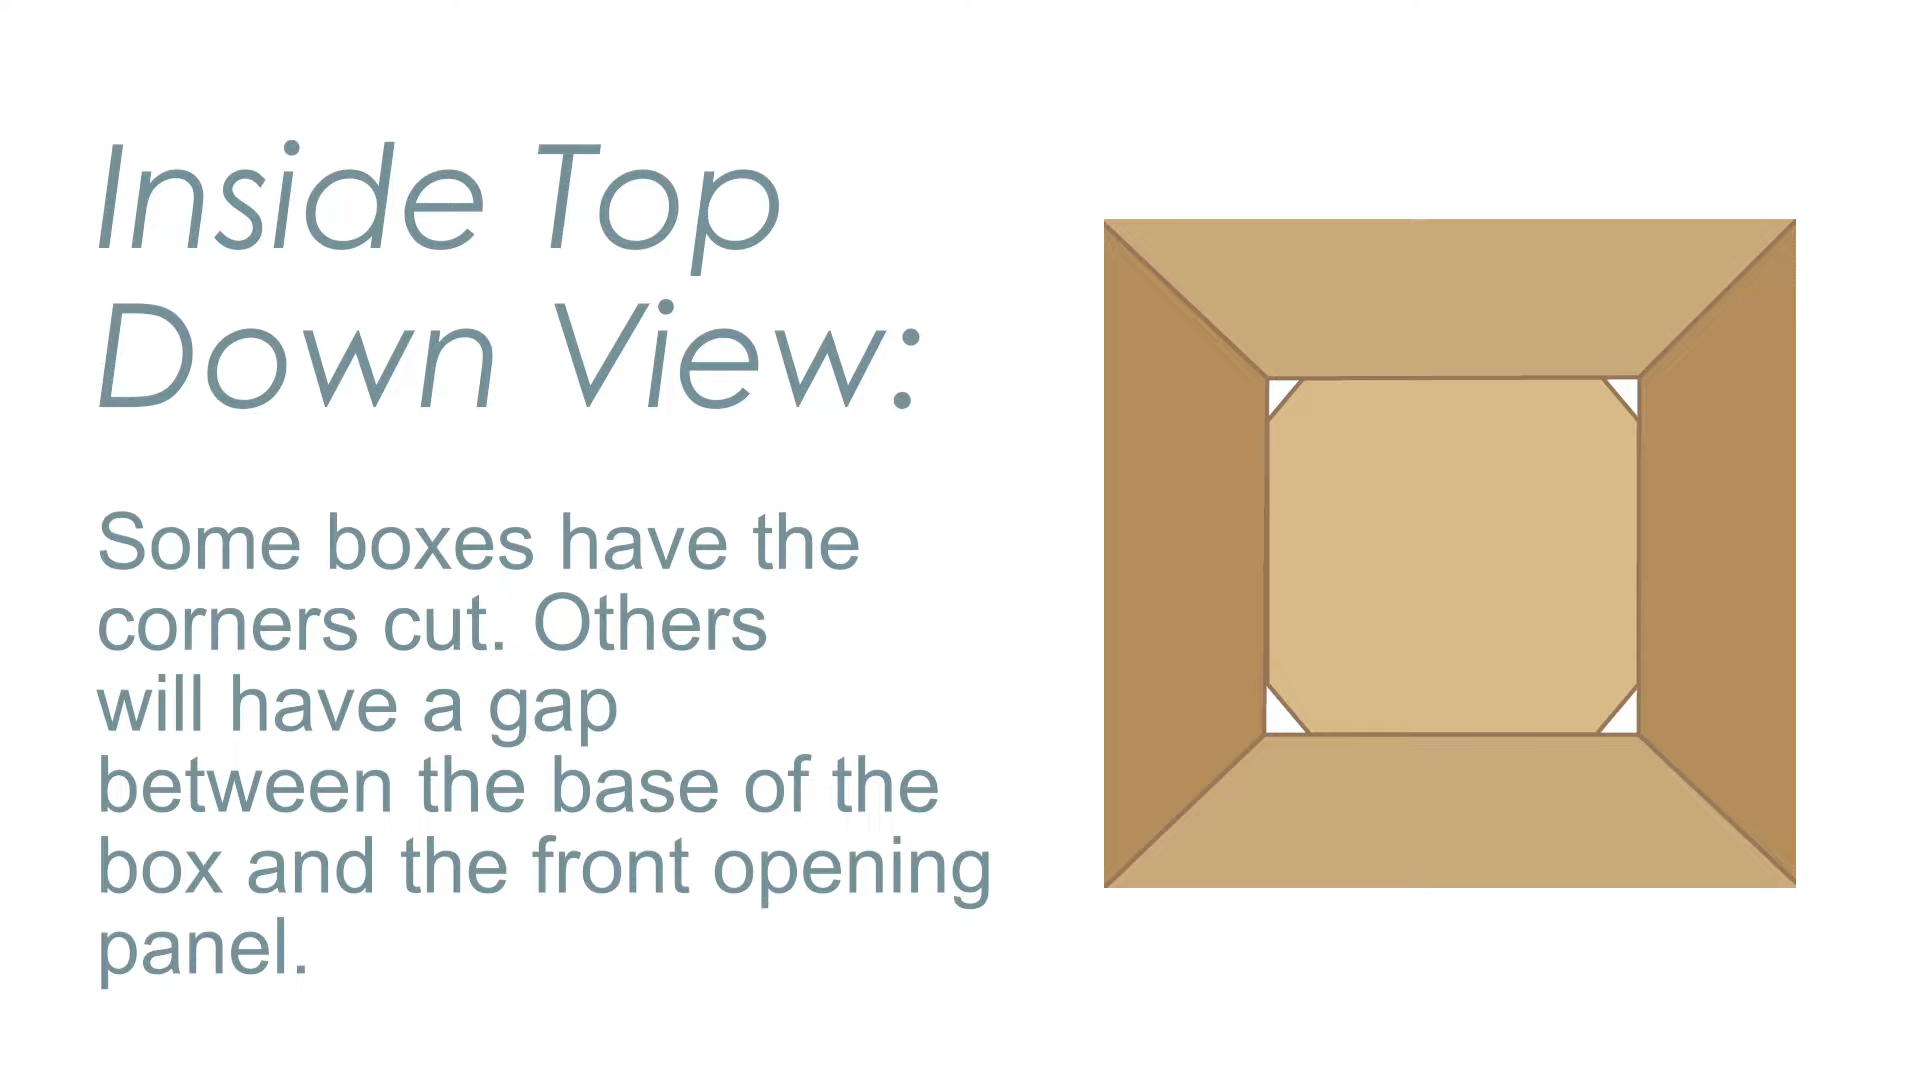 Inside Top
Down View:
Some boxes have the
corners cut. Others
will have a gap
between the base of the
box and the front opening
panel.